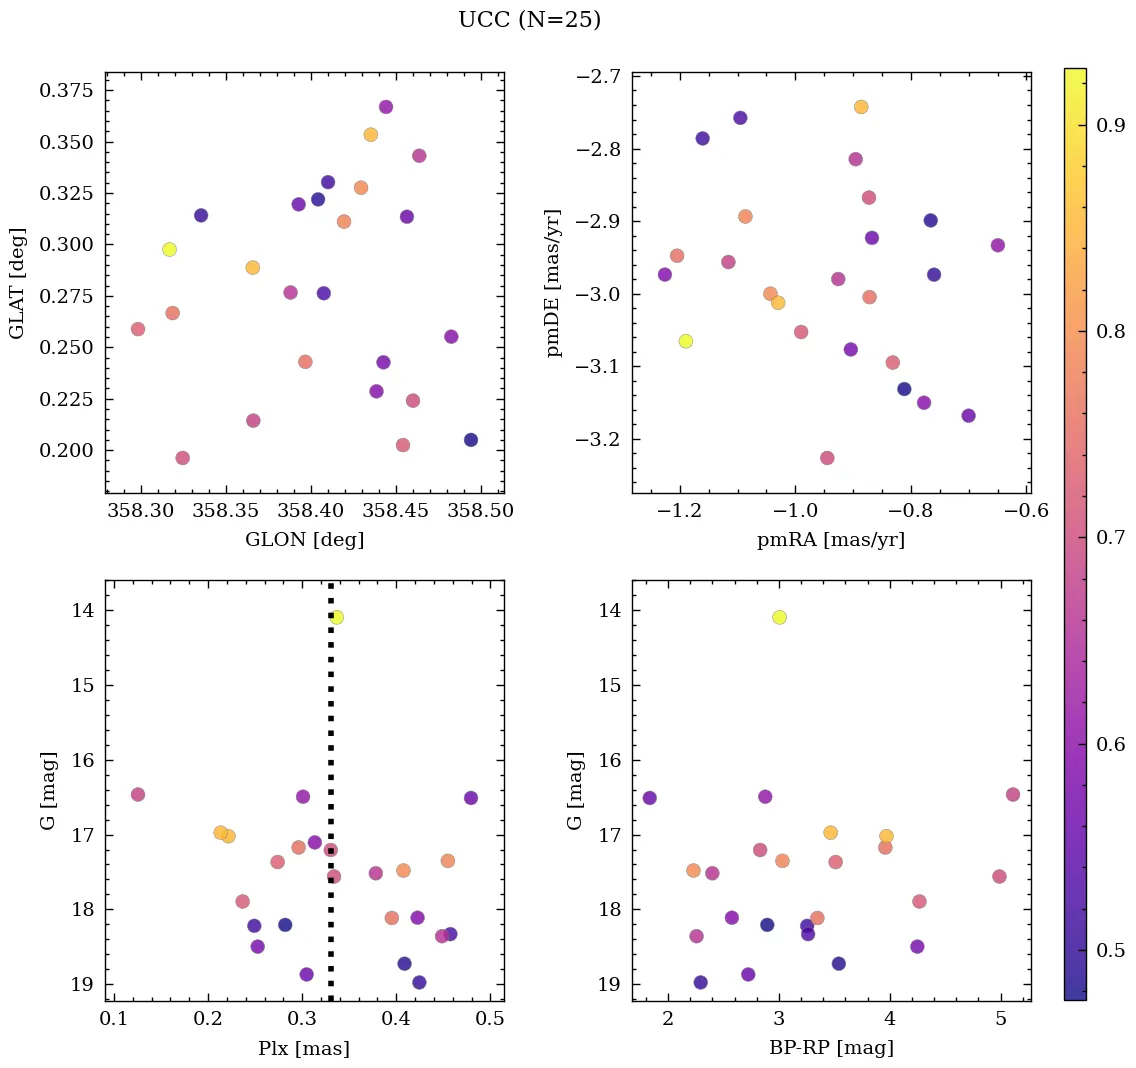 UCC (N=25)
0.375
0.350
0.325
0.300
0.275
0.250
0.225
0.200
GLAT [deg]
358.30 358.35 358.40 358.45 358.50
GLON [deg]
−2.7
−2.8
−2.9
−3.0
−3.1
−3.2
pmDE [mas/yr]
−1.2 −1.0 −0.8 −0.6
pmRA [mas/yr]
14
15
16
17
18
19
G [mag]
0.1 0.2 0.3 0.4 0.5
Plx [mas]
14
15
16
17
18
19
G [mag]
2 3 4 5
BP-RP [mag]
0.9
0.8
0.7
0.6
0.5